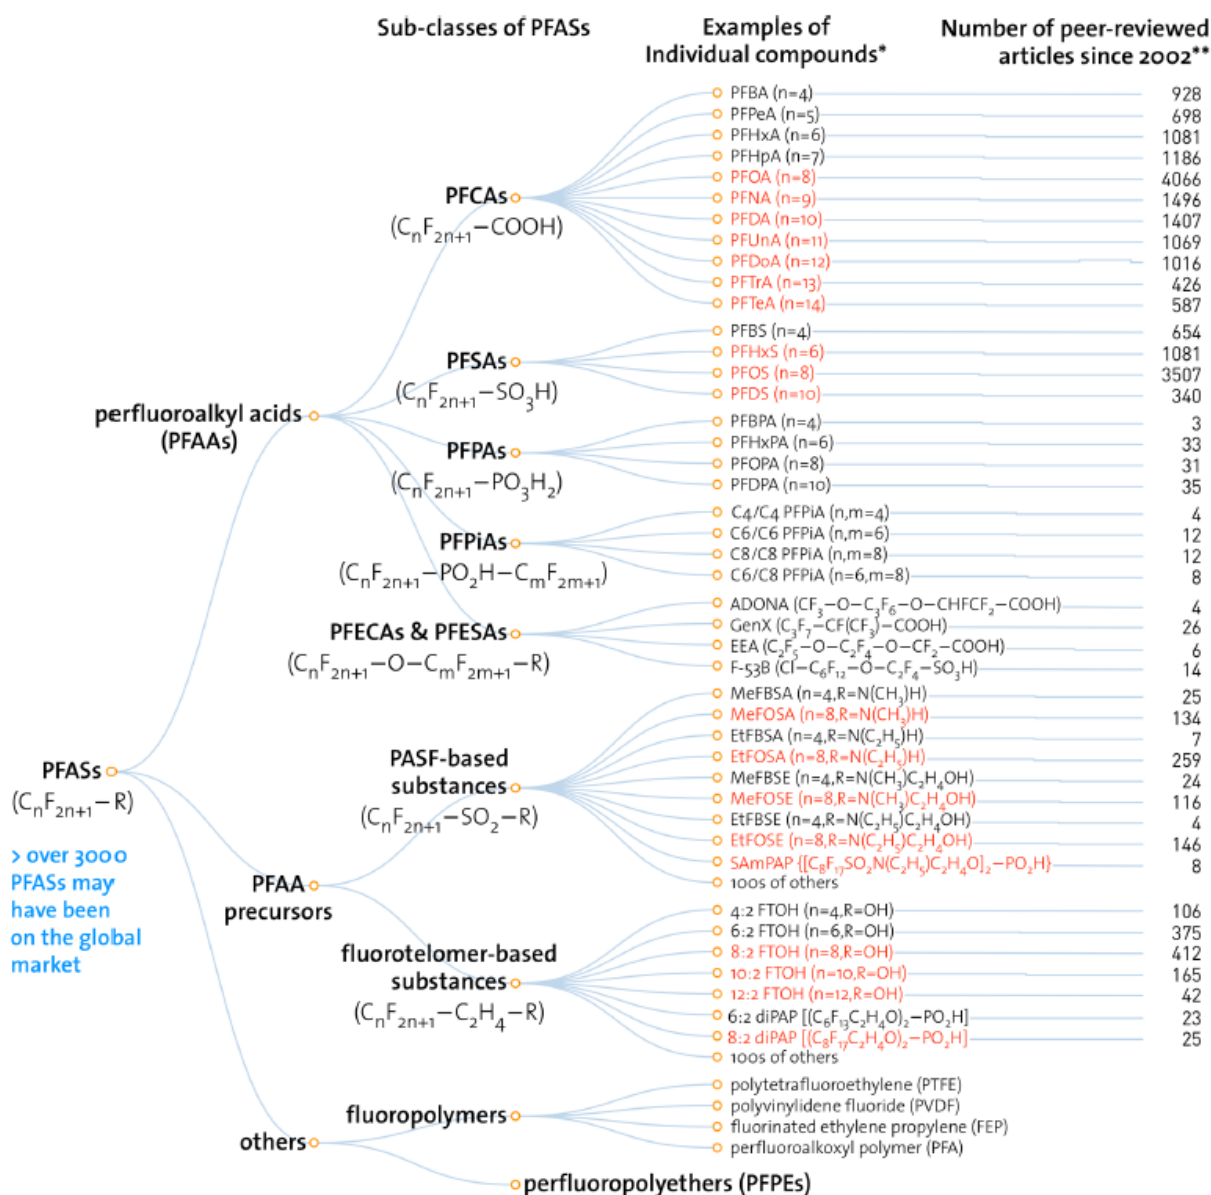 Sub-classes of PFASs
Examples of
Individual compounds*
Number of peer-reviewed
articles since 2002**
PFBA (n=4) 928
PFPeA (n=5) 698
PFHxA (n=6) 1081
PFHpA (n=7) 1186
PFOA (n=8) 4066
PFNA (n=9) 1496
PFDA (n=10) 1407
PFUnA (n=11) 1069
PFDoA (n=12) 1016
PFTrA (n=13) 426
PFTeA (n=14) 587
PFCAs
(CnF2n+1–COOH)
PFBS (n=4) 654
PFHxS (n=6) 1081
PFOS (n=8) 3507
PFDS (n=10) 340
PFSAs
(CnF2n+1–SO3H)
perfluoroalkyl acids
(PFAAs)
PFBPA (n=4) 3
PFHxPA (n=6) 33
PFOPA (n=8) 31
PFDPA (n=10) 35
PFPAs
(CnF2n+1–PO3H2)
C4/C4 PFPiA (n,m=4) 4
C6/C6 PFPiA (n,m=6) 12
C8/C8 PFPiA (n,m=8) 12
C6/C8 PFPiA (n=6,m=8) 8
PFPiAs
(CnF2n+1–PO2H–CmF2m+1)
ADONA (CF3–O–C3F6–O–CHFCF2–COOH) 4
GenX (C3F7–CF(CF3)–COOH) 26
EEA (C2F5–O–C2F4–O–CF2–COOH) 6
F-53B (Cl–C6F12–O–C2F4–SO3H) 14
PFECAs & PFESAs
(CnF2n+1–O–CmF2m+1–R)
MeFBSA (n=4,R=N(CH3)H) 25
MeFOSA (n=8,R=N(CH3)H) 134
EtFBSA (n=4,R=N(C2H5)H) 7
EtFOSA (n=8,R=N(C2H5)H) 259
MeFBSE (n=4,R=N(CH3)C2H4OH) 24
MeFOSE (n=8,R=N(CH3)C2H4OH) 116
EtFBSE (n=4,R=N(C2H5)C2H4OH) 4
EtFOSE (n=8,R=N(C2H5)C2H4OH) 146
SAmPAP {[C8F17SO2N(C2H5)C2H4O]2–PO2H} 8
100s of others
PASF-based
substances
(CnF2n+1–SO2–R)
PFASs
(CnF2n+1–R)
> over 3000
PFASs may
have been
on the global
market
PFAA
precursors
4:2 FTOH (n=4,R=OH) 106
6:2 FTOH (n=6,R=OH) 375
8:2 FTOH (n=8,R=OH) 412
10:2 FTOH (n=10,R=OH) 165
12:2 FTOH (n=12,R=OH) 42
6:2 diPAP [(C6F13C2H4O)2–PO2H] 23
8:2 diPAP [(C8F17C2H4O)2–PO2H] 25
100s of others
fluorotelomer-based
substances
(CnF2n+1–C2H4–R)
polytetrafluoroethylene (PTFE)
polyvinylidene fluoride (PVDF)
fluorinated ethylene propylene (FEP)
perfluoroalkoxyl polymer (PFA)
fluoropolymers
others
perfluoropolyethers (PFPEs)